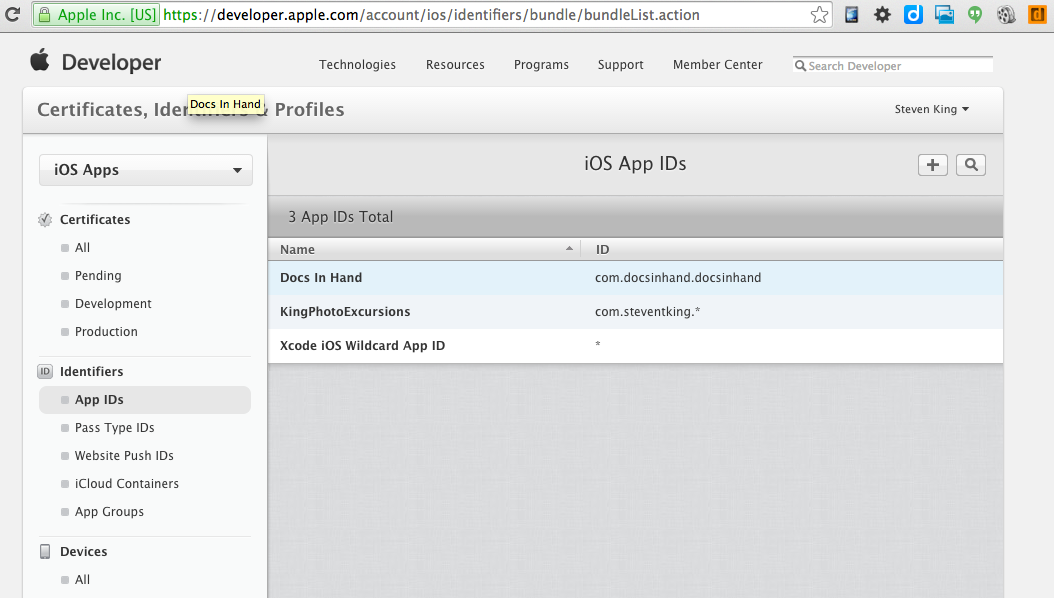 Apple Inc. [US] https://developer.apple.com/account/ios/identifiers/bundle/bundleList.action
Developer
Technologies Resources Programs Support Member Center Search Developer
Docs In Hand
Certificates, Identifiers & Profiles
Steven King
iOS Apps
iOS App IDs
Certificates
3 App IDs Total
All
Name ID
Pending
Docs In Hand com.docsinhand.docsinhand
Development
KingPhotoExcursions com.steventking.*
Production
Xcode iOS Wildcard App ID *
ID Identifiers
App IDs
Pass Type IDs
Website Push IDs
iCloud Containers
App Groups
Devices
All